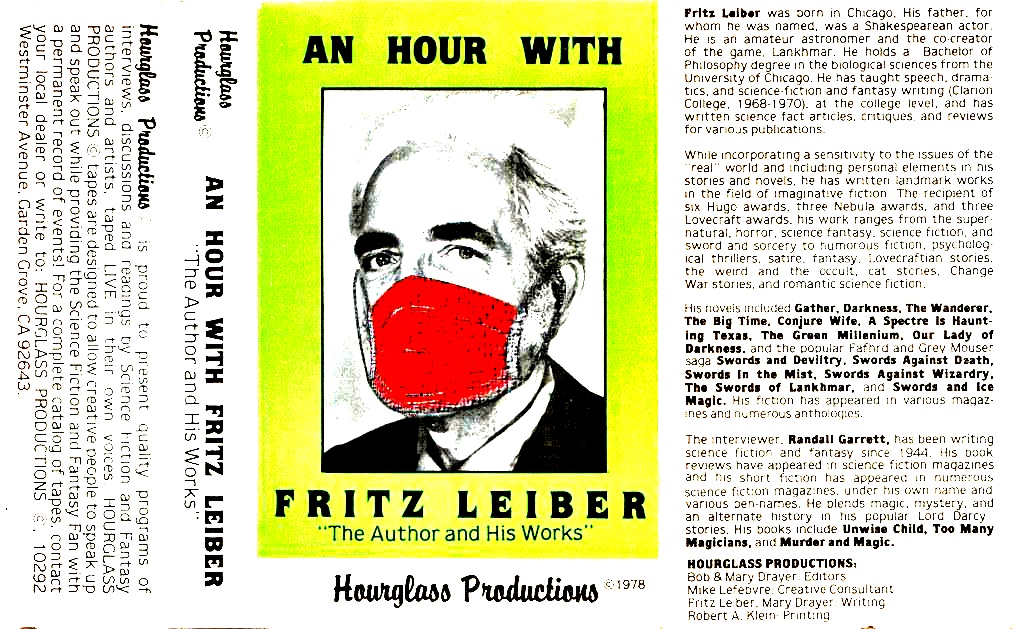 Hourglass Productions © is proud to present quality programs of
interviews, discussions and readings by Science Fiction and Fantasy
authors and artists, taped LIVE in their own voices. HOURGLASS
PRODUCTIONS © tapes are designed to allow creative people to speak up
and speak out while providing the Science Fiction and Fantasy Fan with
a permanent record of events! For a complete catalog of tapes, contact
your local dealer or write to: HOURGLASS PRODUCTIONS ©, 10292
Westminster Avenue, Garden Grove, CA 92643.
Hourglass
Productions ©
AN HOUR WITH FRITZ LEIBER
"The Author and His Works"
AN HOUR WITH
FRITZ LEIBER
"The Author and His Works"
Hourglass Productions ©1978
Fritz Leiber was born in Chicago. His father, for
whom he was named, was a Shakespearean actor.
He is an amateur astronomer and the co-creator
of the game, Lankhmar. He holds a Bachelor of
Philosophy degree in the biological sciences from the
University of Chicago. He has taught speech, drama-
tics, and science-fiction and fantasy writing (Clarion
College, 1968-1970), at the college level, and has
written science fact articles, critiques, and reviews
for various publications.
While incorporating a sensitivity to the issues of the
"real" world and including personal elements in his
stories and novels, he has written landmark works
in the field of imaginative fiction. The recipient of
six Hugo awards, three Nebula awards, and three
Lovecraft awards, his work ranges from the super-
natural, horror, science fantasy, science fiction, and
sword and sorcery to humorous fiction, psycholog-
ical thrillers, satire, fantasy, Lovecraftian stories,
the weird and the occult, cat stories, Change
War stories, and romantic science fiction.
His novels included Gather, Darkness, The Wanderer,
The Big Time, Conjure Wife, A Spectre Is Haunt-
ing Texas, The Green Millenium, Our Lady of
Darkness, and the popular Fafhrd and Grey Mouser
saga Swords and Deviltry, Swords Against Death,
Swords in the Mist, Swords Against Wizardry,
The Swords of Lankhmar, and Swords and Ice
Magic. His fiction has appeared in various magaz-
ines and numerous anthologies.
The interviewer, Randall Garrett, has been writing
science fiction and fantasy since 1944. His book
reviews have appeared in science fiction magazines
and his short fiction has appeared in numerous
science fiction magazines, under his own name and
various pen-names. He blends magic, mystery, and
an alternate history in his popular Lord Darcy
stories. His books include Unwise Child, Too Many
Magicians, and Murder and Magic.
HOURGLASS PRODUCTIONS:
Bob & Mary Drayer: Editors
Mike Lefebvre: Creative Consultant
Fritz Leiber, Mary Drayer: Writing
Robert A. Klein: Printing